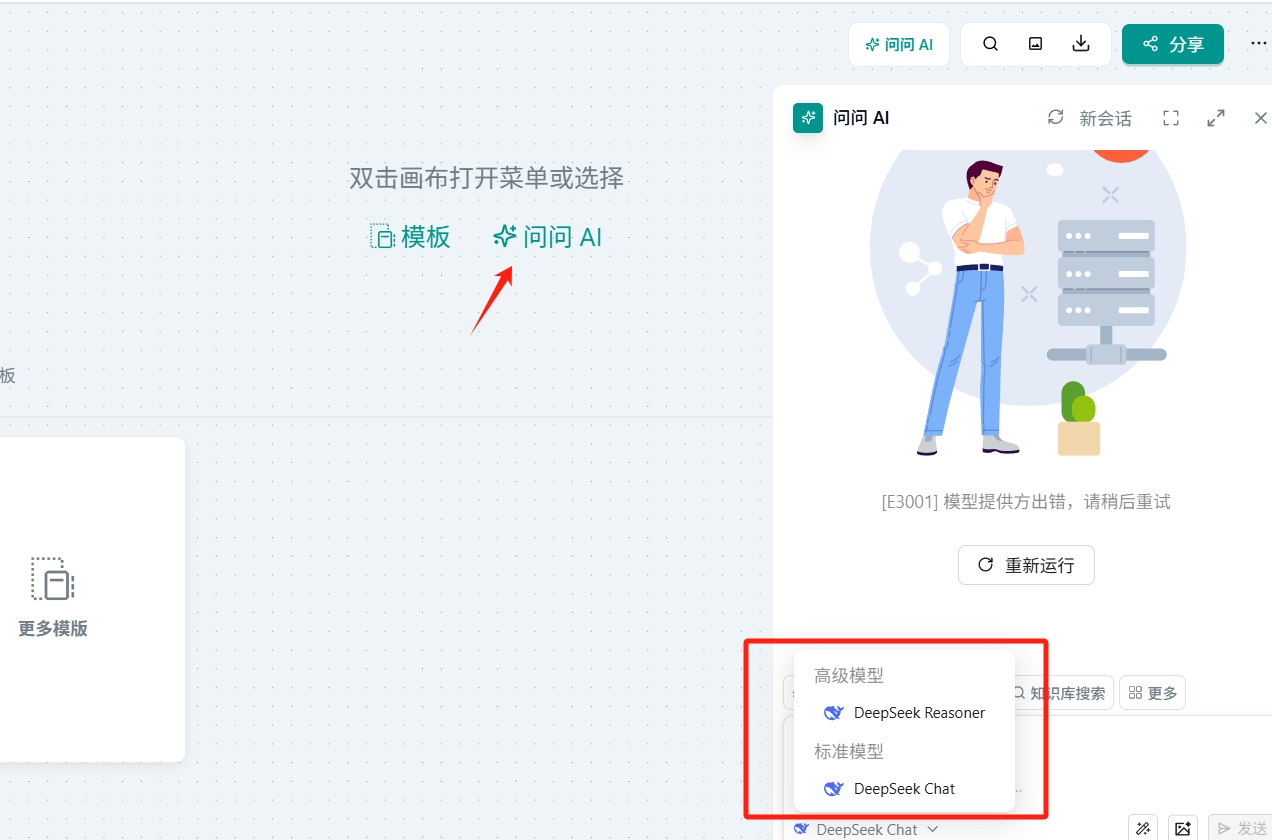 问问 AI
分享
问问 AI
新会话
双击画布打开菜单或选择
模板
问问 AI
板
更多模版
[E3001] 模型提供方出错，请稍后重试
重新运行
高级模型
DeepSeek Reasoner
知识库搜索
更多
标准模型
DeepSeek Chat
DeepSeek Chat
发送